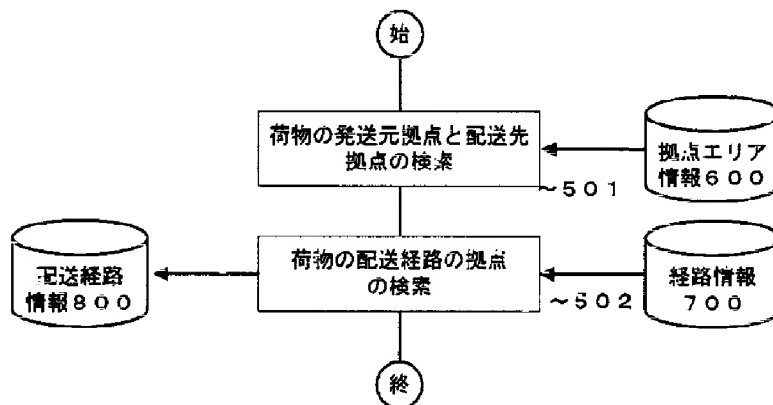 始
荷物の発送元拠点と配送先
拠点の検索
拠点エリア
情報600
~501
配送経路
情報800
荷物の配送経路の拠点
の検索
経路情報
700
~502
終